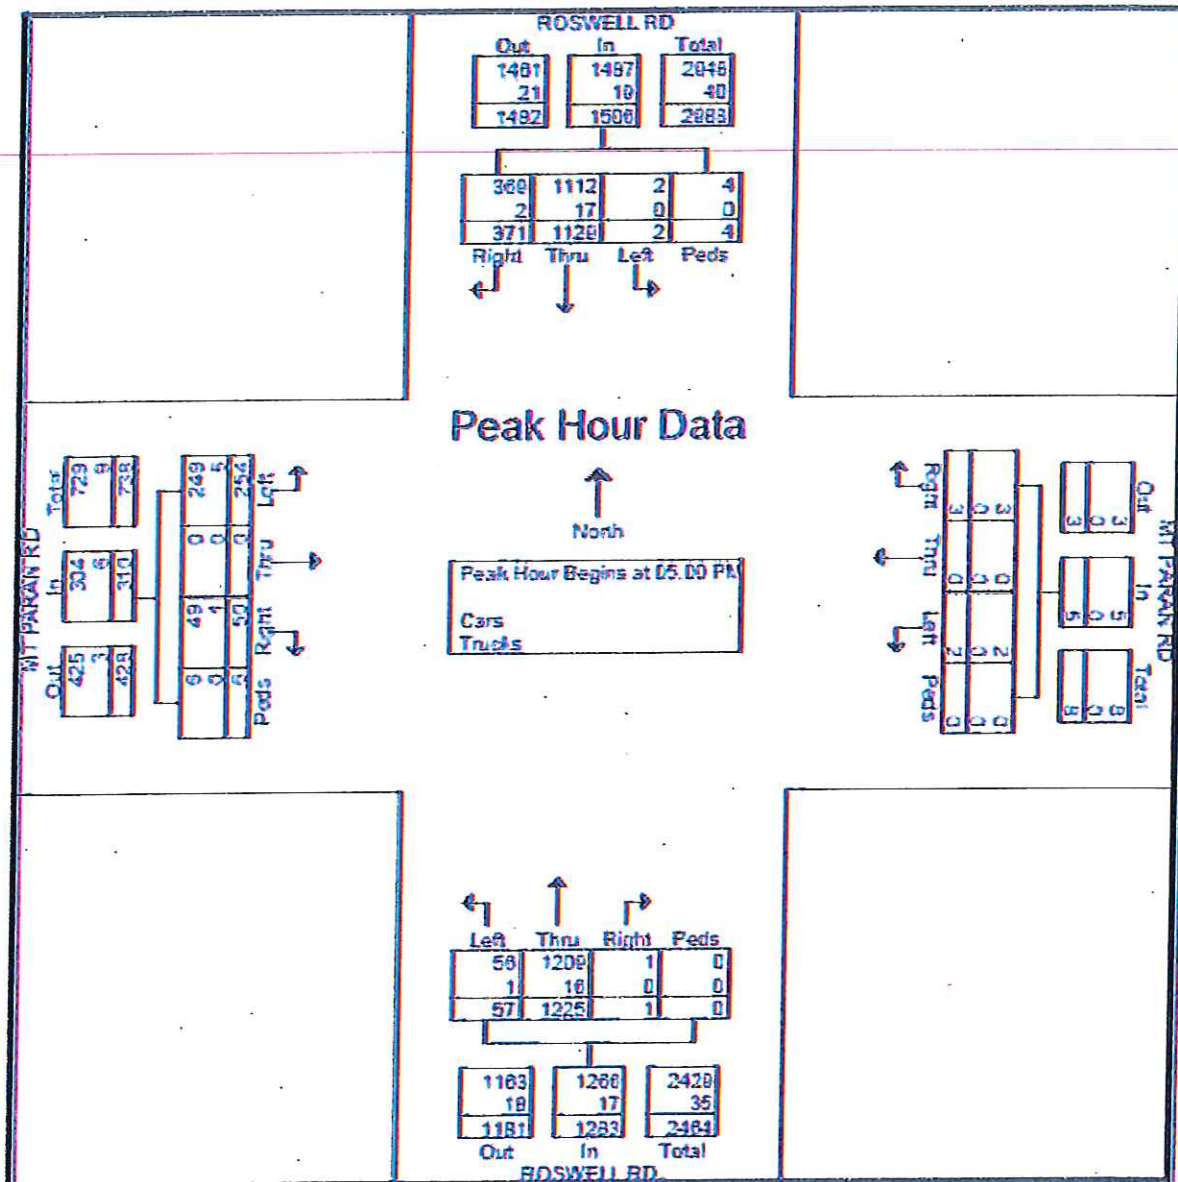 ROSWELL RD
Out In Total
1461 1487 2948
21 19 40
1482 1506 2988
369 1112 2 4
2 17 0 0
371 1129 2 4
Right Thru Left Peds
Peak Hour Data
North
Peak Hour Begins at 05:00 PM
Cars
Trucks
MT PARAN RD
Out In Total
425 304 729
3 6 9
428 310 738
249 0 49 6
5 0 1 0
254 0 50 6
Left Thru Right Peds
Right Thru Left Peds
3 0 2 0
0 0 0 0
3 0 2 0
Out In Total
3 5 8
0 0 0
3 5 8
MT PARAN RD
Left Thru Right Peds
56 1209 1 0
1 16 0 0
57 1225 1 0
1163 1266 2429
18 17 35
1181 1283 2464
Out In Total
ROSWELL RD